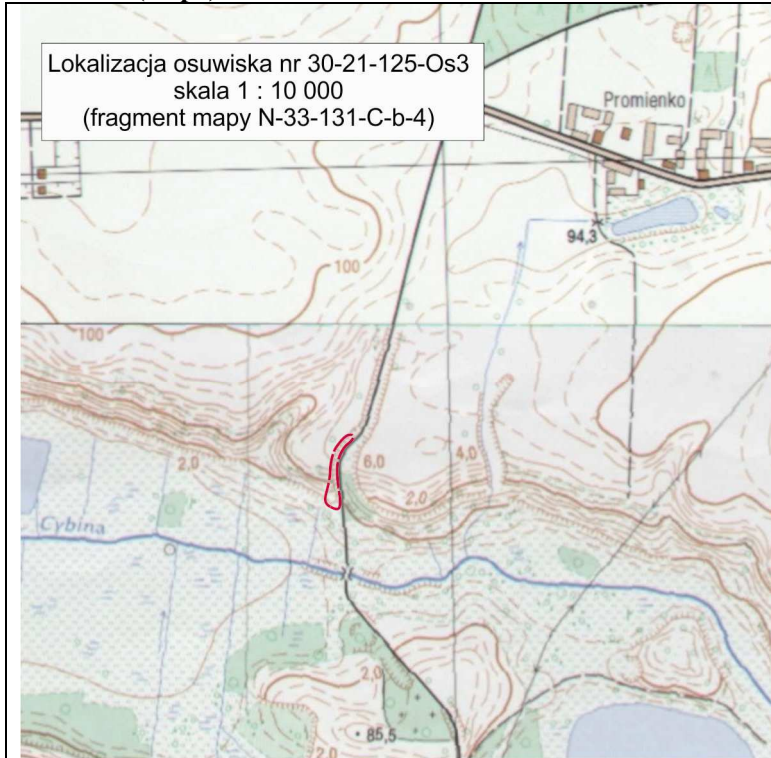 Lokalizacja osuwiska nr 30-21-125-Os3
skala 1 : 10 000
(fragment mapy N-33-131-C-b-4)
Promienko
94,3
100
100
2,0
6,0
4,0
2.0
Cybina
2,0
85,5
2.0